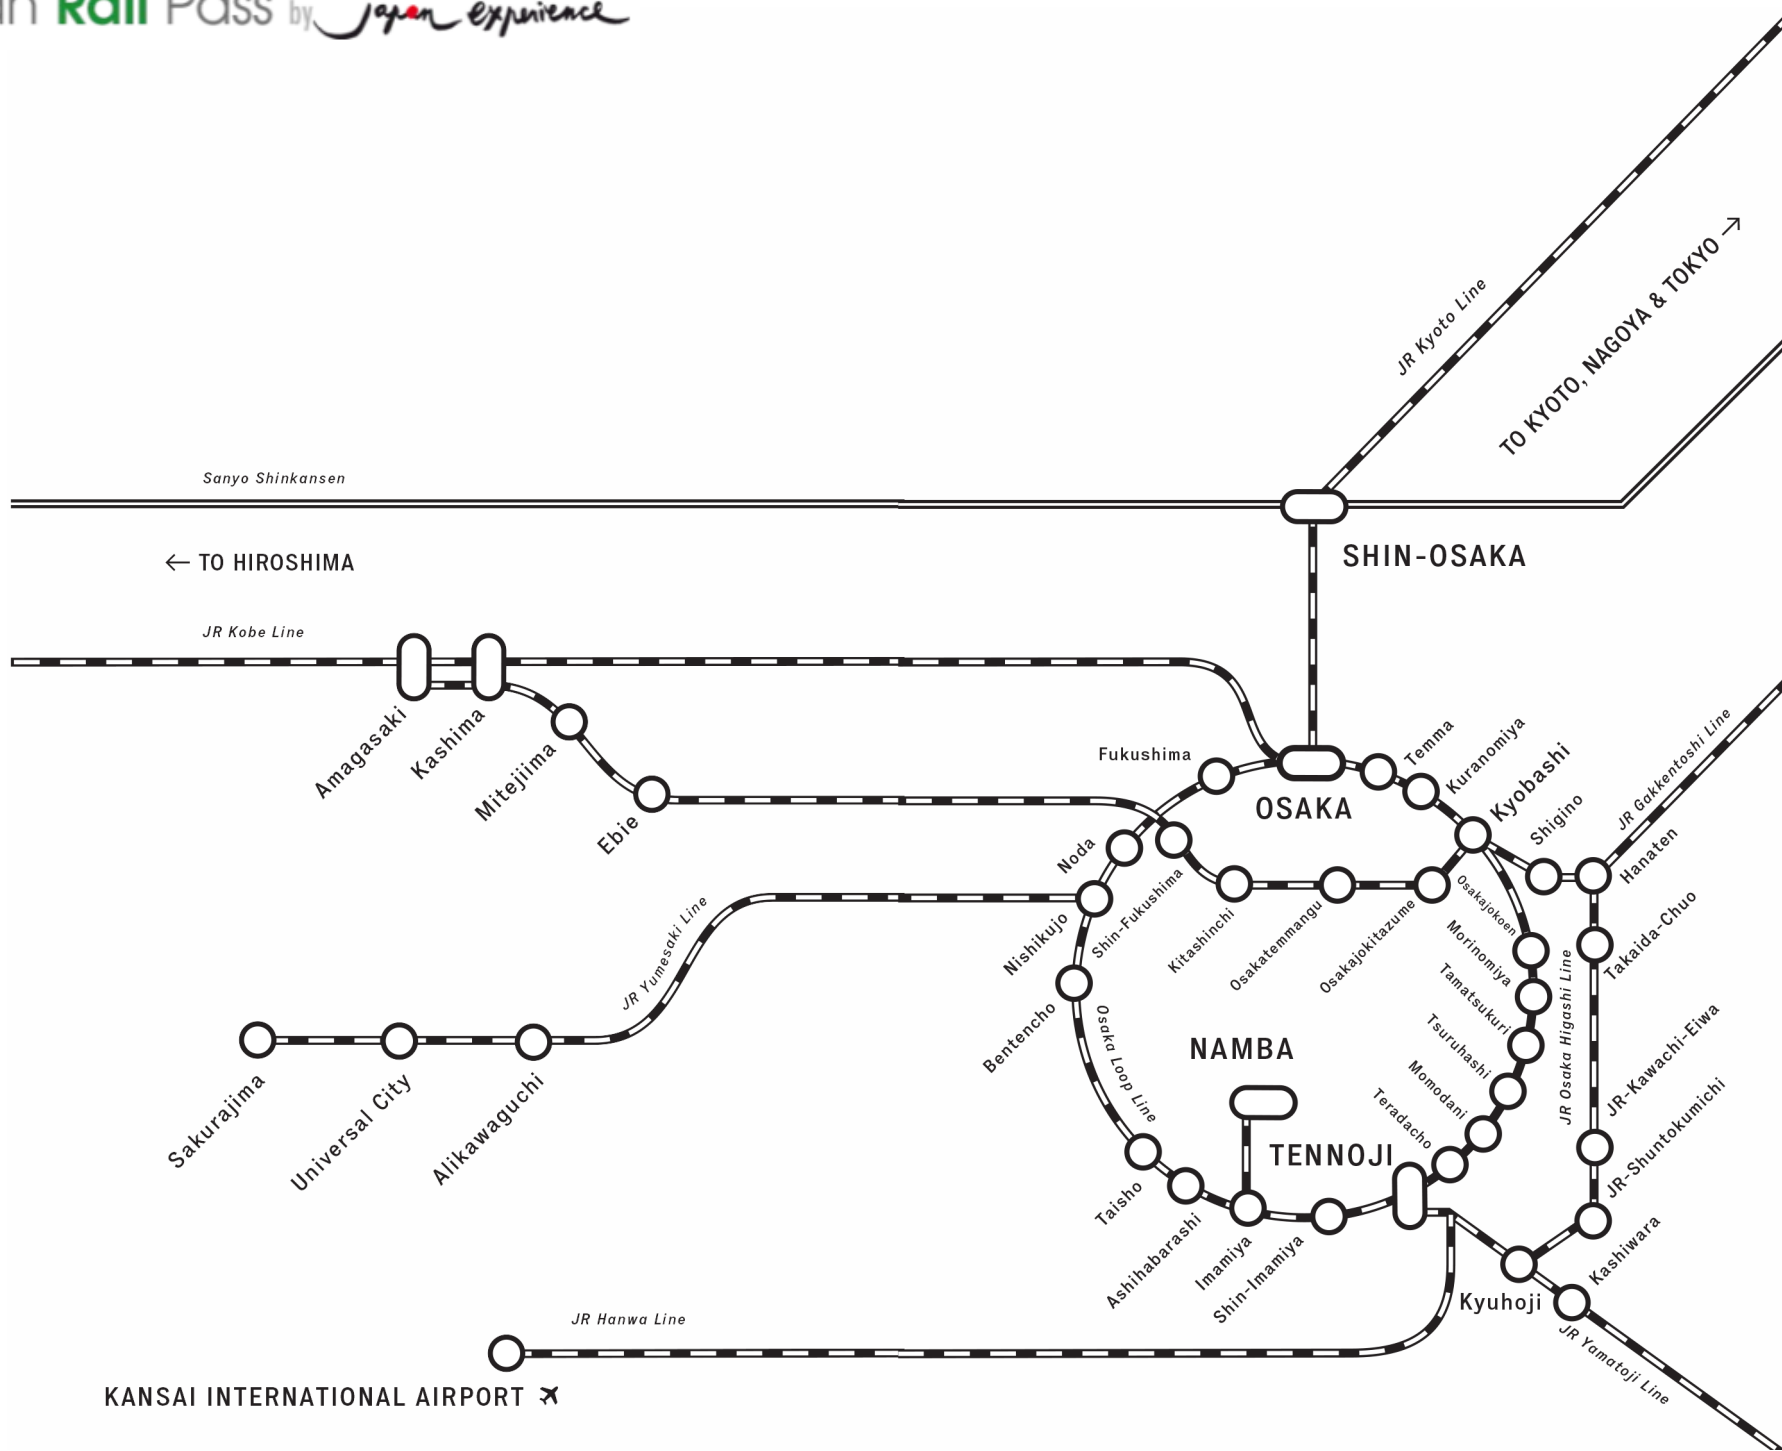 Rail Pass by japan experience
JR Kyoto Line
TO KYOTO, NAGOYA & TOKYO →
Sanyo Shinkansen
SHIN-OSAKA
← TO HIROSHIMA
JR Kobe Line
Amagasaki
Kashima
Mitejiima
Ebie
Fukushima
OSAKA
Temma
Kuranomiya
Kyobashi
Shigino
JR Gakkentoshi Line
Hanaten
Noda
Nishikujo
Shin-Fukushima
Kitashinchi
Osakatemmangu
Osakajokitazume
Osakajokoen
Morinomiya
Tamatsukuri
Tsuruhashi
Momodani
Teradacho
Takaida-Chuo
JR Osaka Higashi Line
JR-Kawachi-Eiwa
JR-Shuntokumichi
JR Yumesaki Line
Bentencho
Osaka Loop Line
NAMBA
TENNOJI
Sakurajima
Universal City
Alikawaguchi
Taisho
Ashihabarashi
Imamiya
Shin-Imamiya
Kashiwara
Kyuhoji
JR Yamatoji Line
JR Hanwa Line
KANSAI INTERNATIONAL AIRPORT